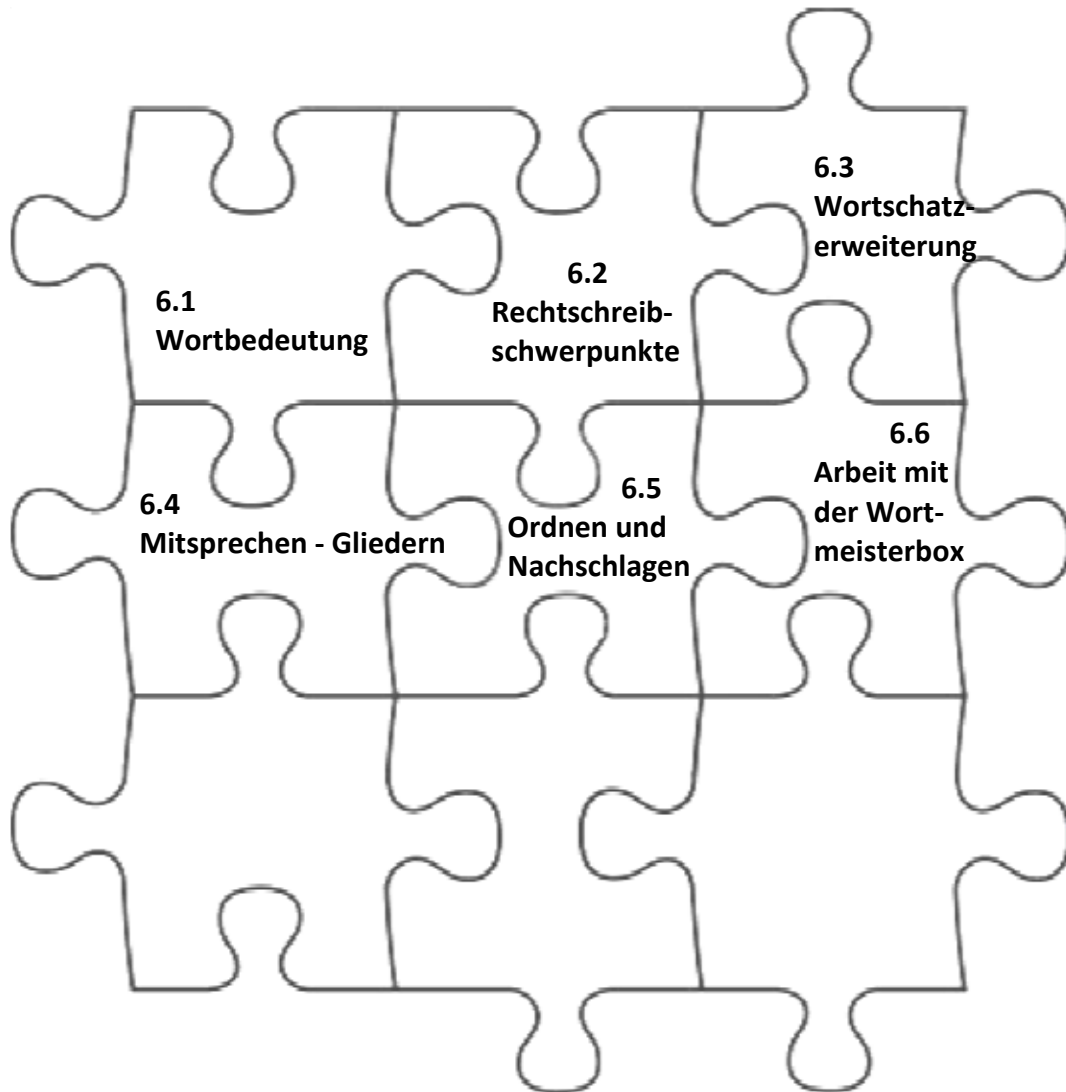 6.1
Wortbedeutung
6.2
Rechtschreib-
schwerpunkte
6.3
Wortschatz-
erweiterung
6.4
Mitsprechen - Gliedern
6.5
Ordnen und
Nachschlagen
6.6
Arbeit mit
der Wort-
meisterbox